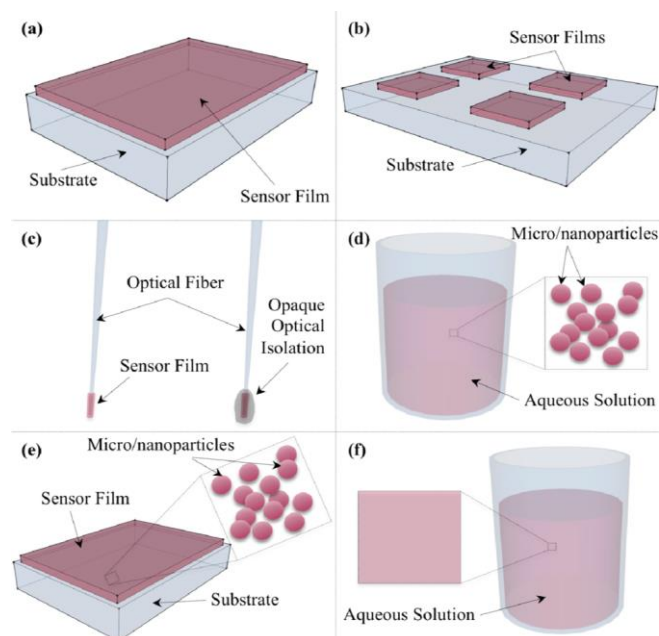 (a)
Substrate
Sensor Film
(b)
Sensor Films
Substrate
(c)
Optical Fiber
Opaque
Optical
Isolation
Sensor Film
(d)
Micro/nanoparticles
Aqueous Solution
(e)
Micro/nanoparticles
Sensor Film
Substrate
(f)
Aqueous Solution